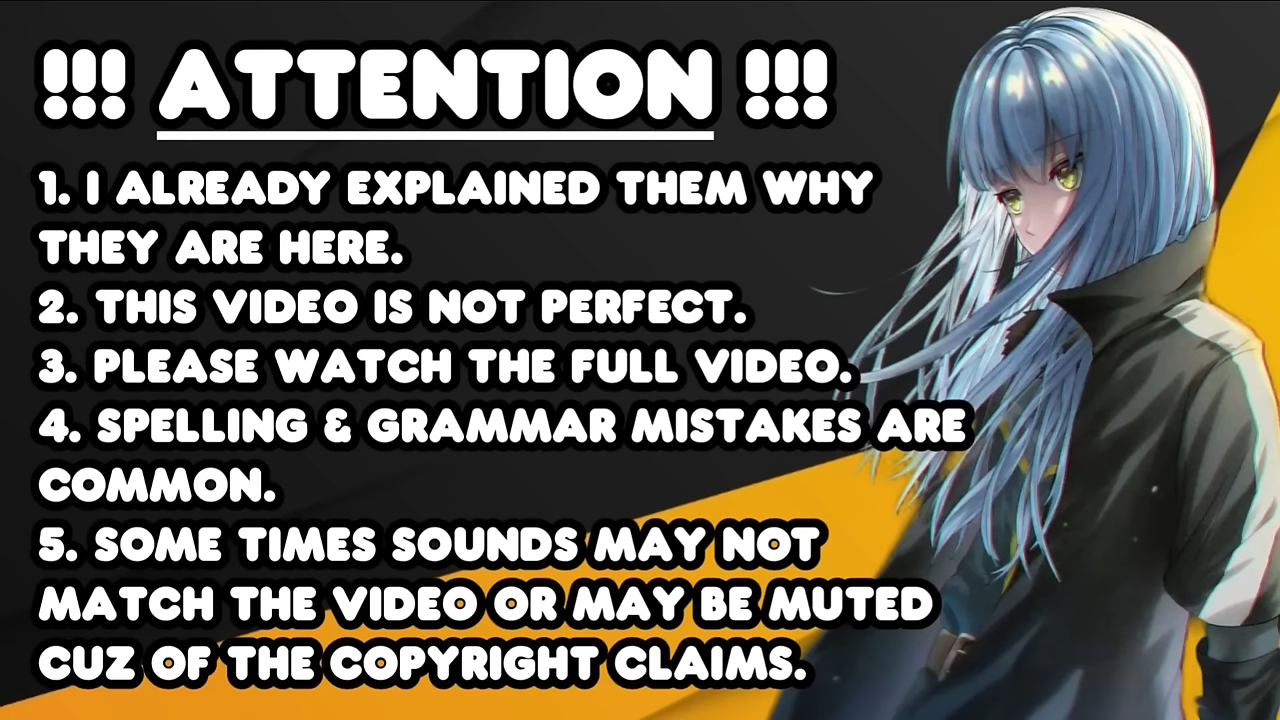 !!! ATTENTION !!!
1. I ALREADY EXPLAINED THEM WHY
THEY ARE HERE.
2. THIS VIDEO IS NOT PERFECT.
3. PLEASE WATCH THE FULL VIDEO.
4. SPELLING & GRAMMAR MISTAKES ARE
COMMON.
5. SOME TIMES SOUNDS MAY NOT
MATCH THE VIDEO OR MAY BE MUTED
CUZ OF THE COPYRIGHT CLAIMS.